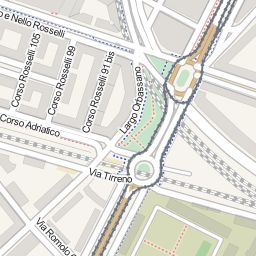 o e Nello Rosselli
Corso Rosselli 105
Corso Rosselli 99
Corso Rosselli 91 bis
Largo Orbassano
Corso Adriatico
Via Tirreno
Via Romolo